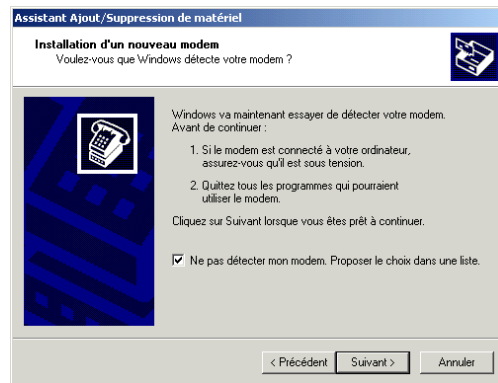 Assistant Ajout/Suppression de matériel
Installation d'un nouveau modem
Voulez-vous que Windows détecte votre modem ?
Windows va maintenant essayer de détecter votre modem.
Avant de continuer :
1. Si le modem est connecté à votre ordinateur,
assurez-vous qu'il est sous tension.
2. Quittez tous les programmes qui pourraient
utiliser le modem.
Cliquez sur Suivant lorsque vous êtes prêt à continuer.
Ne pas détecter mon modem. Proposer le choix dans une liste.
< Précédent Suivant > Annuler